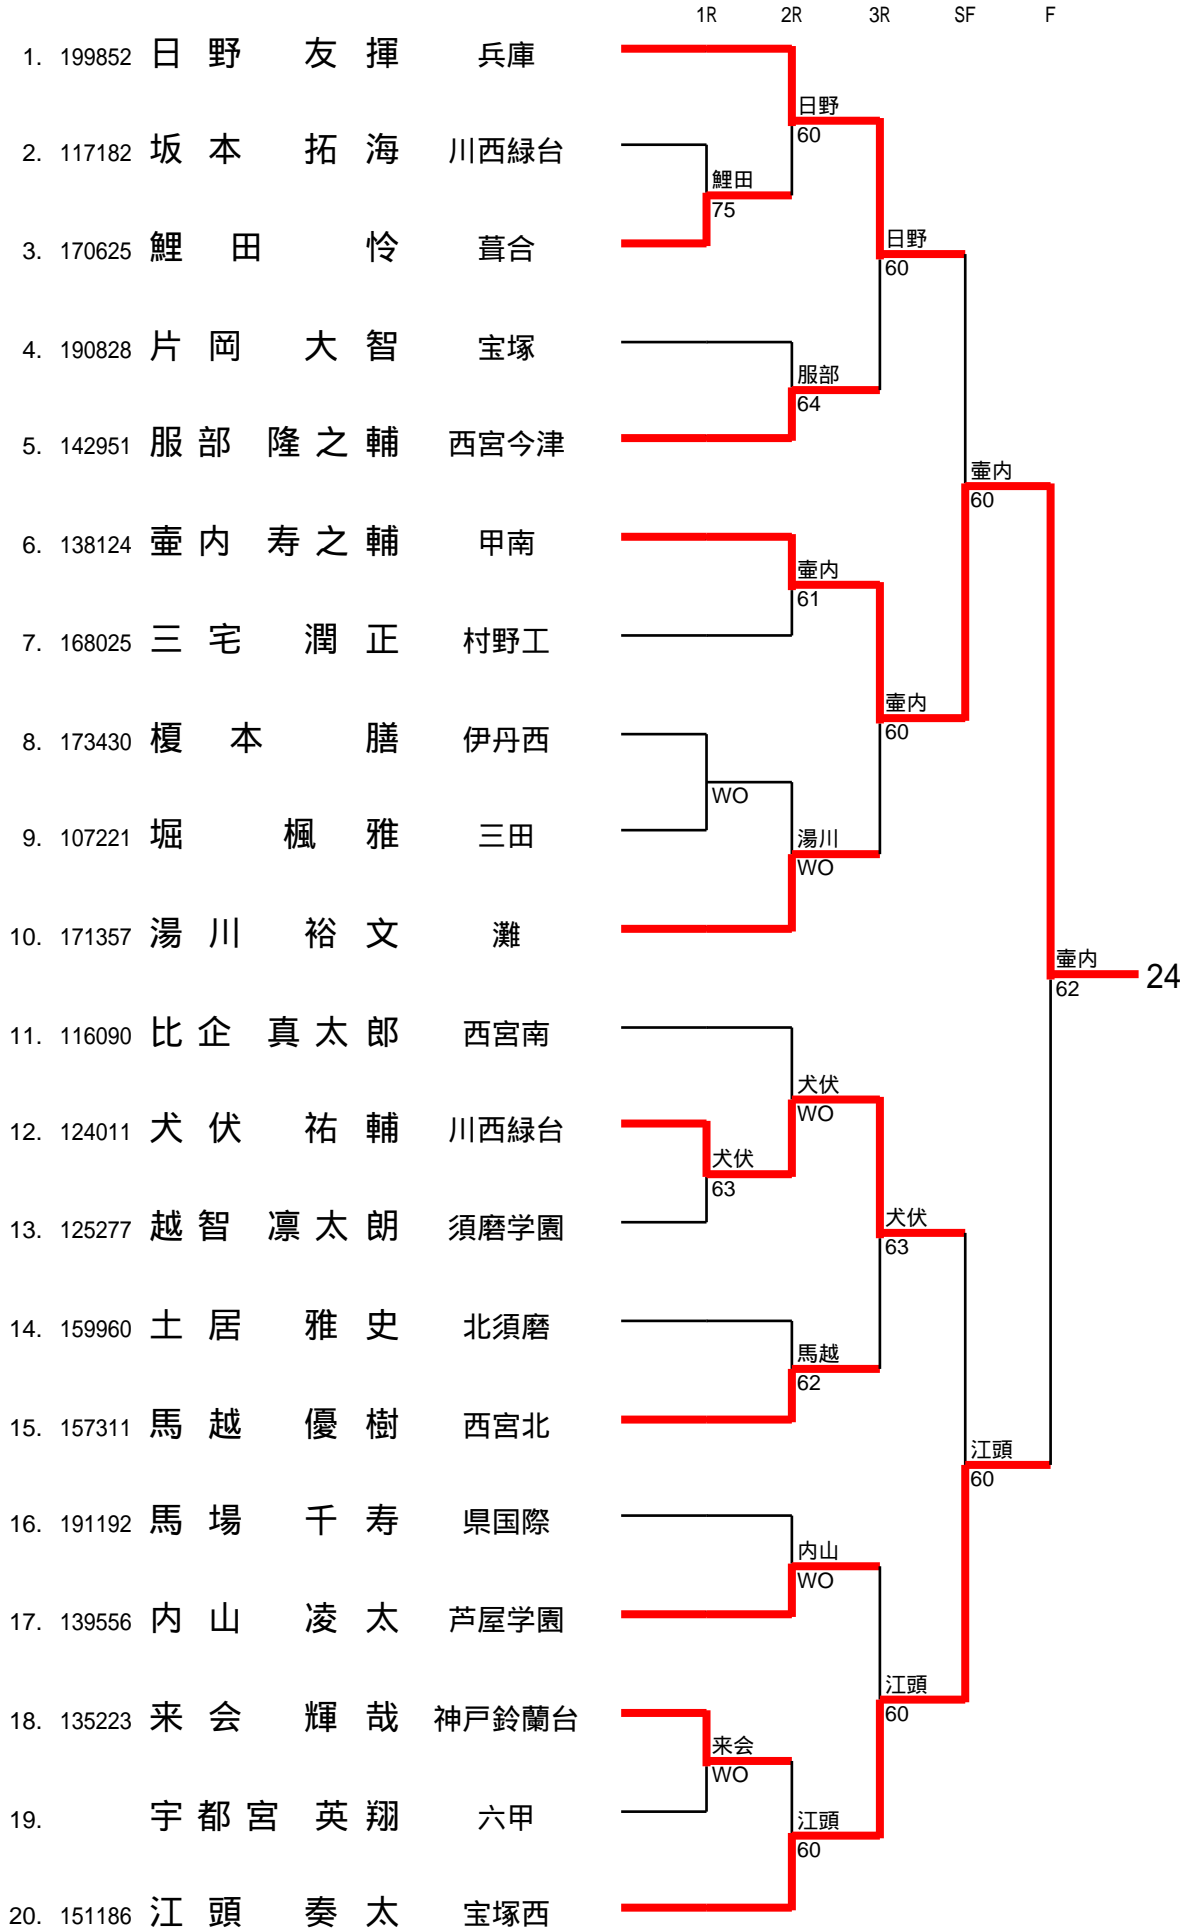 1R 2R 3R SF F
1. 199852 日野 友揮 兵庫
日野
60
2. 117182 坂本 拓海 川西緑台
鯉田
75
3. 170625 鯉田 怜 葺合
日野
60
4. 190828 片岡 大智 宝塚
服部
64
5. 142951 服部 隆之輔 西宮今津
壷内
60
6. 138124 壷内 寿之輔 甲南
壷内
61
7. 168025 三宅 潤正 村野工
壷内
60
8. 173430 榎本 膳 伊丹西
WO
9. 107221 堀 楓雅 三田
湯川
WO
10. 171357 湯川 裕文 灘
壷内
62
24
11. 116090 比企 真太郎 西宮南
犬伏
WO
12. 124011 犬伏 祐輔 川西緑台
犬伏
63
13. 125277 越智 凛太朗 須磨学園
犬伏
63
14. 159960 土居 雅史 北須磨
馬越
62
15. 157311 馬越 優樹 西宮北
江頭
60
16. 191192 馬場 千寿 県国際
内山
WO
17. 139556 内山 凌太 芦屋学園
江頭
60
18. 135223 来会 輝哉 神戸鈴蘭台
来会
WO
19. 宇都宮 英翔 六甲
江頭
60
20. 151186 江頭 奏太 宝塚西